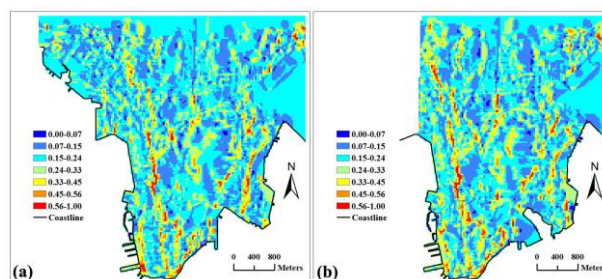 0.00-0.07
0.07-0.15
0.15-0.24
0.24-0.33
0.33-0.45
0.45-0.56
0.56-1.00
Coastline
N
0 400 800
Meters
(a)
0.00-0.07
0.07-0.15
0.15-0.24
0.24-0.33
0.33-0.45
0.45-0.56
0.56-1.00
Coastline
N
0 400 800
Meters
(b)